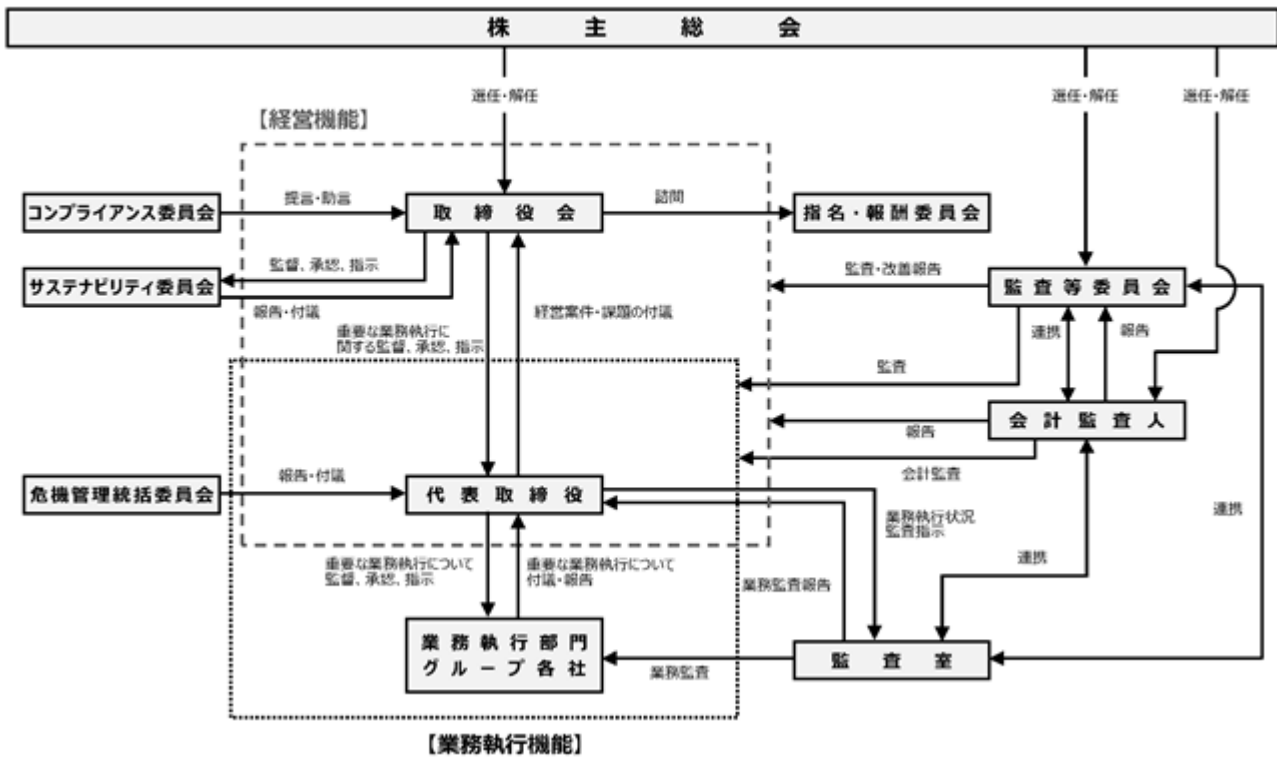 株主総会
選任・解任
選任・解任
選任・解任
【経営機能】
コンプライアンス委員会
提言・助言
取締役会
諮問
指名・報酬委員会
監督、承認、指示
サステナビリティ委員会
報告・付議
監査・改善報告
監査等委員会
重要な業務執行に
関する監督、承認、指示
経営案件・課題の付議
連携
報告
監査
会計監査人
報告
会計監査
危機管理統括委員会
報告・付議
代表取締役
業務執行状況
監査指示
連携
連携
重要な業務執行について
監督、承認、指示
重要な業務執行について
付議・報告
業務監査報告
業務執行部門
グループ各社
業務監査
監査室
【業務執行機能】